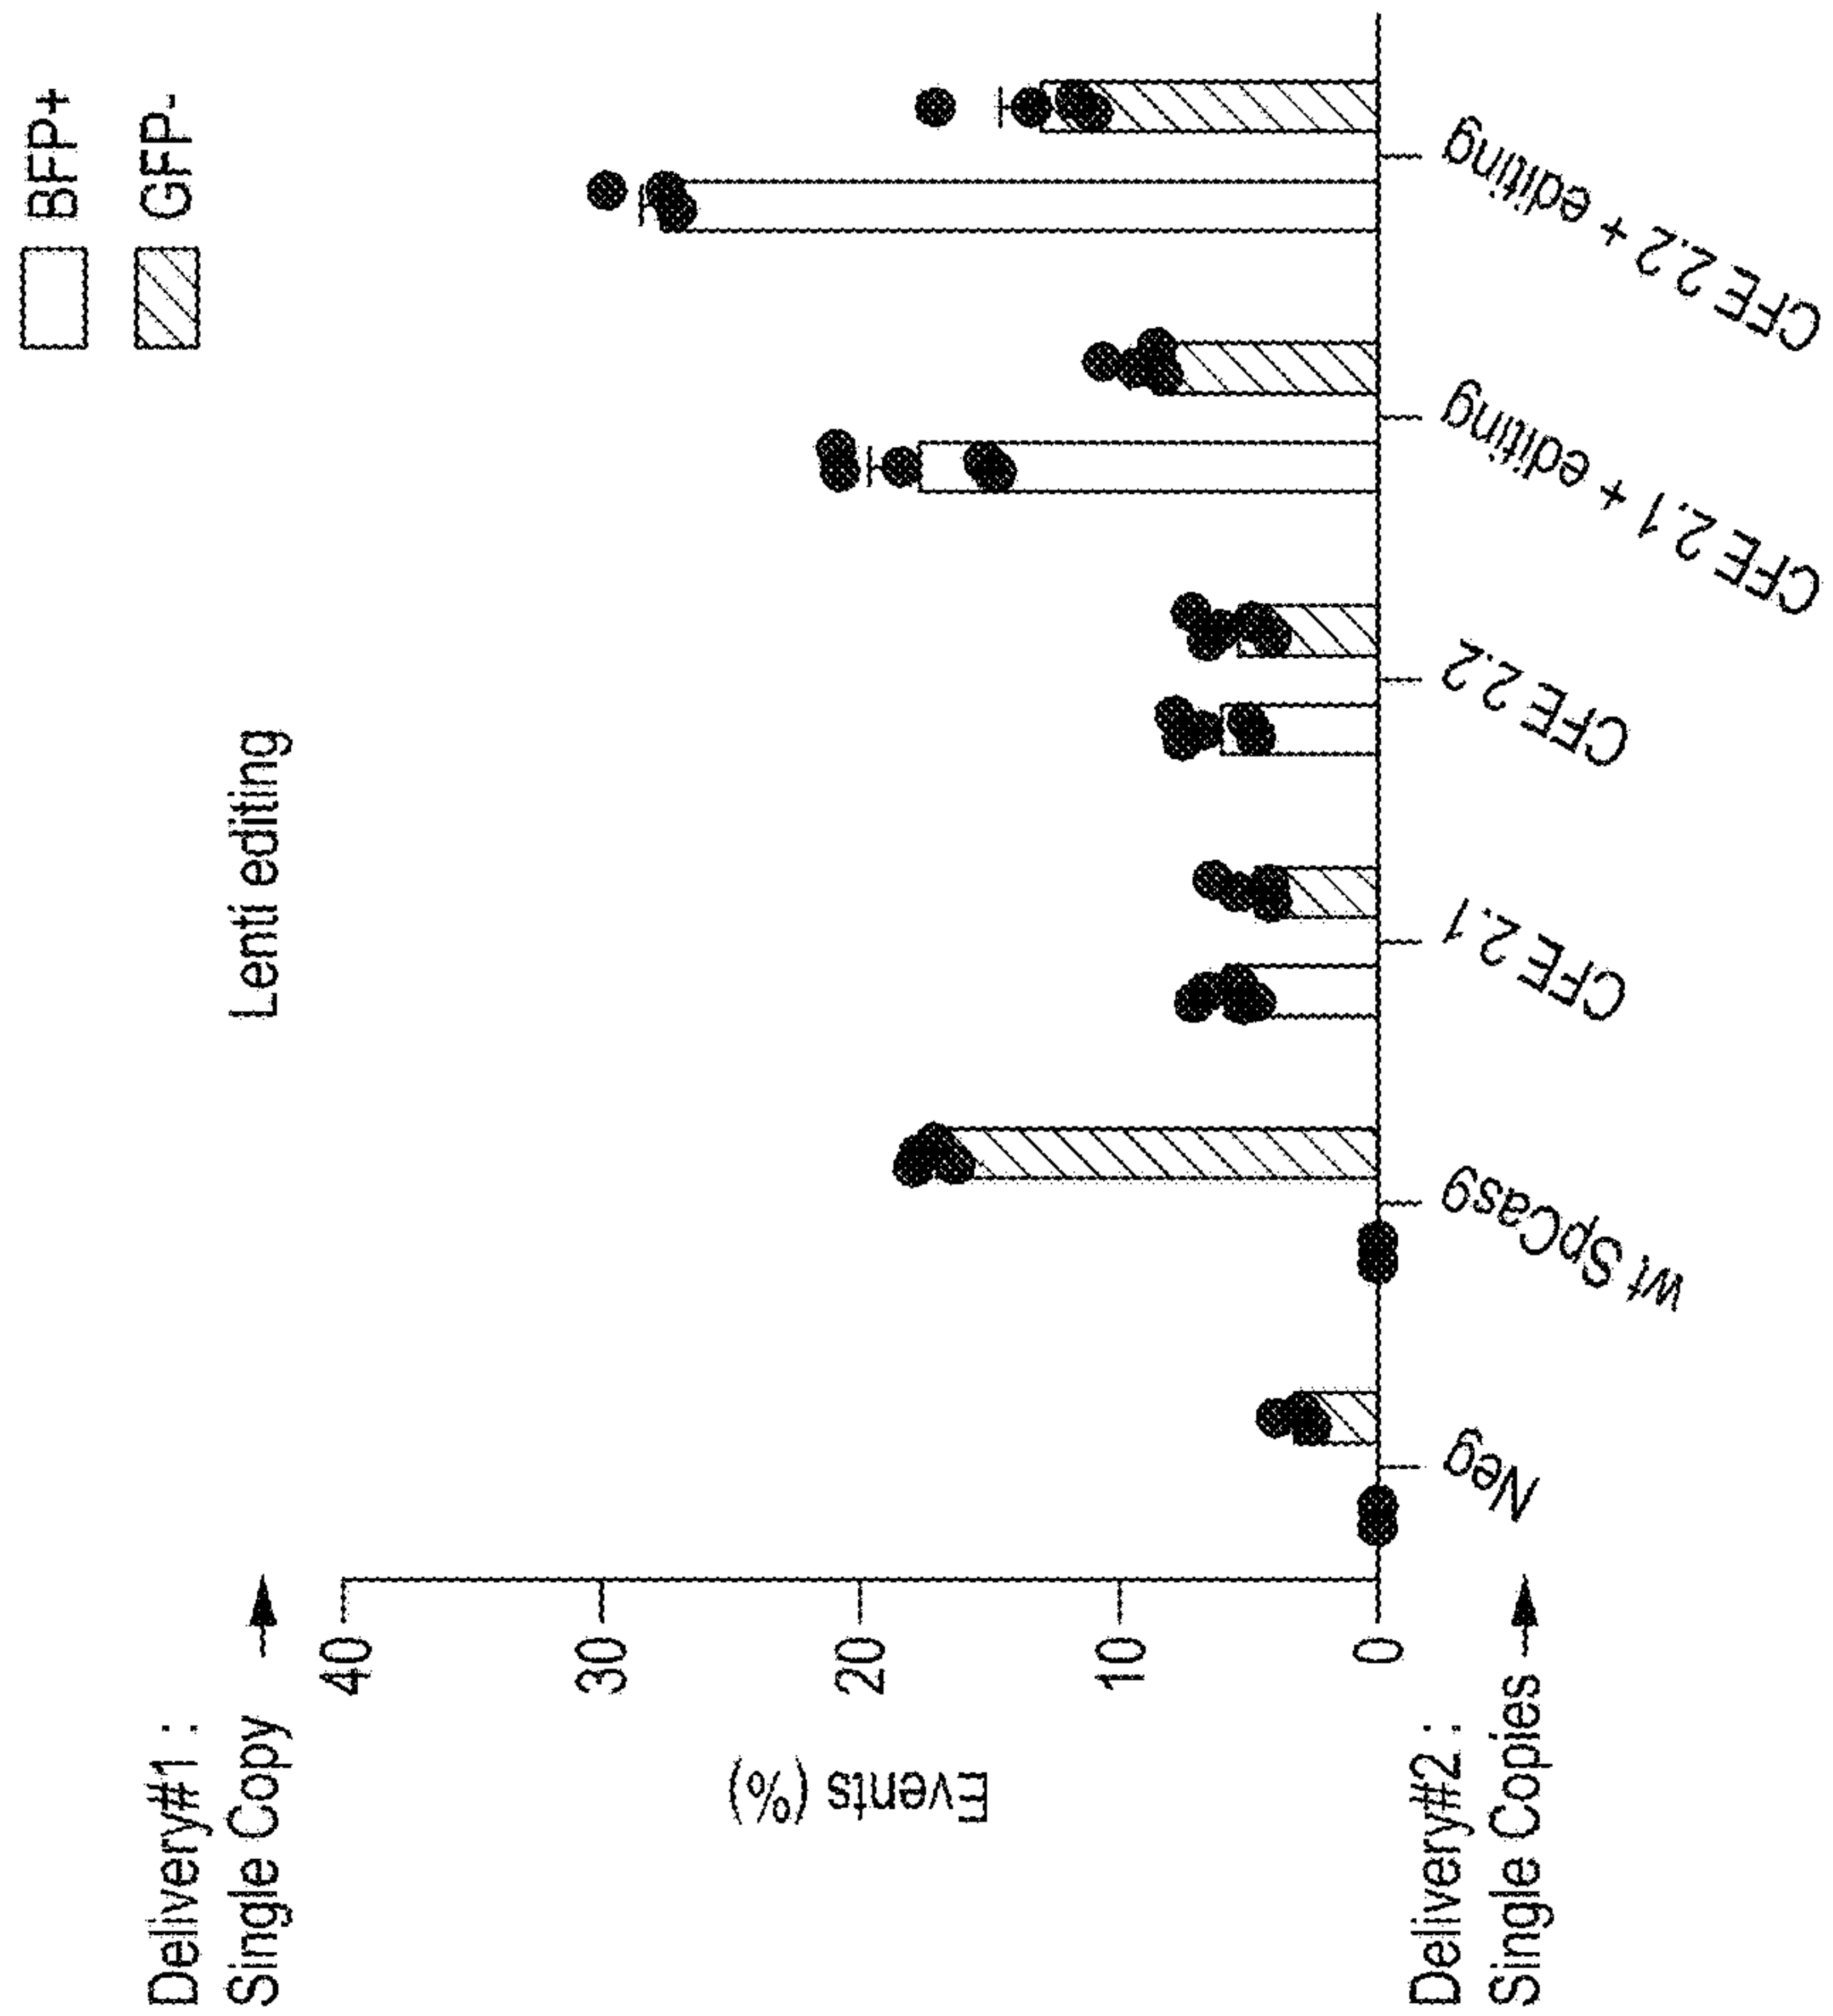 Lenti editing
BFP+
GFP-
Delivery#1 :
Single Copy
Events (%)
40
30
20
10
0
Delivery#2 :
Single Copies
Neg
wt SpCas9
CFE 2.1
CFE 2.2
CFE 2.1 + editing
CFE 2.2 + editing